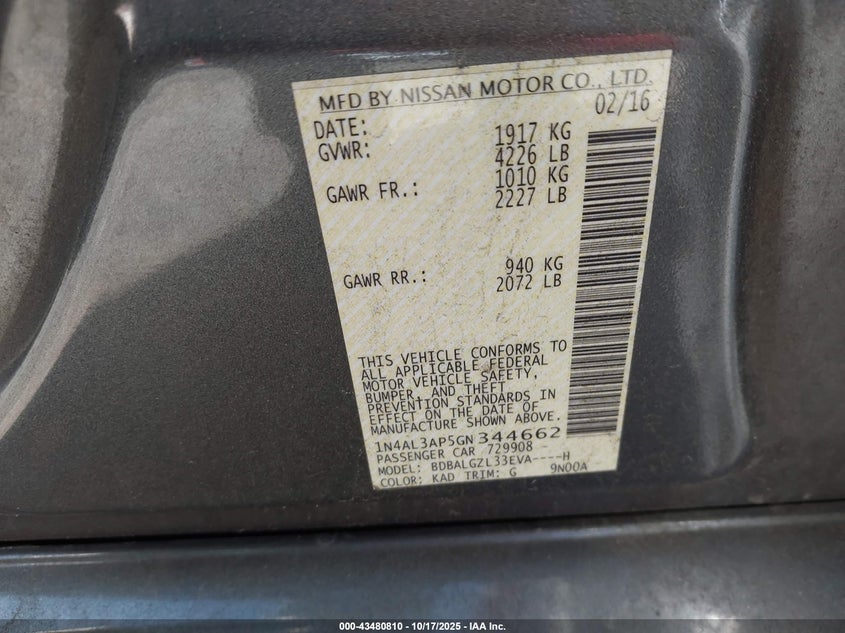 MFD BY NISSAN MOTOR CO., LTD.
DATE: 02/16
GVWR: 1917 KG
4226 LB
GAWR FR.: 1010 KG
2227 LB
GAWR RR.: 940 KG
2072 LB
THIS VEHICLE CONFORMS TO
ALL APPLICABLE FEDERAL
MOTOR VEHICLE SAFETY,
BUMPER, AND THEFT
PREVENTION STANDARDS IN
EFFECT ON THE DATE OF
MANUFACTURE SHOWN ABOVE.
1N4AL3AP5GN344662
PASSENGER CAR 729908
MODEL: BDBALGZL33EVA----H
COLOR: KAD TRIM: G 9N00A
000-43480810 - 10/17/2025 - IAA Inc.